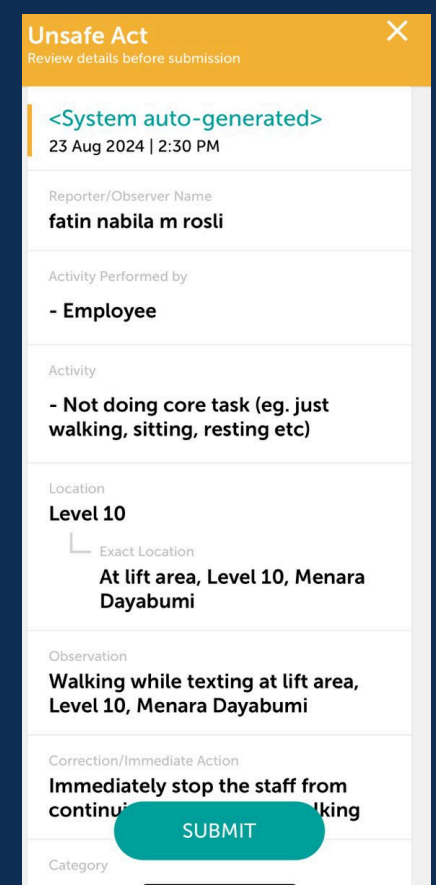 Unsafe Act
Review details before submission
<System auto-generated>
23 Aug 2024 | 2:30 PM
Reporter/Observer Name
fatin nabila m rosli
Activity Performed by
- Employee
Activity
- Not doing core task (eg. just
walking, sitting, resting etc)
Location
Level 10
Exact Location
At lift area, Level 10, Menara
Dayabumi
Observation
Walking while texting at lift area,
Level 10, Menara Dayabumi
Correction/Immediate Action
Immediately stop the staff from
SUBMIT
Category